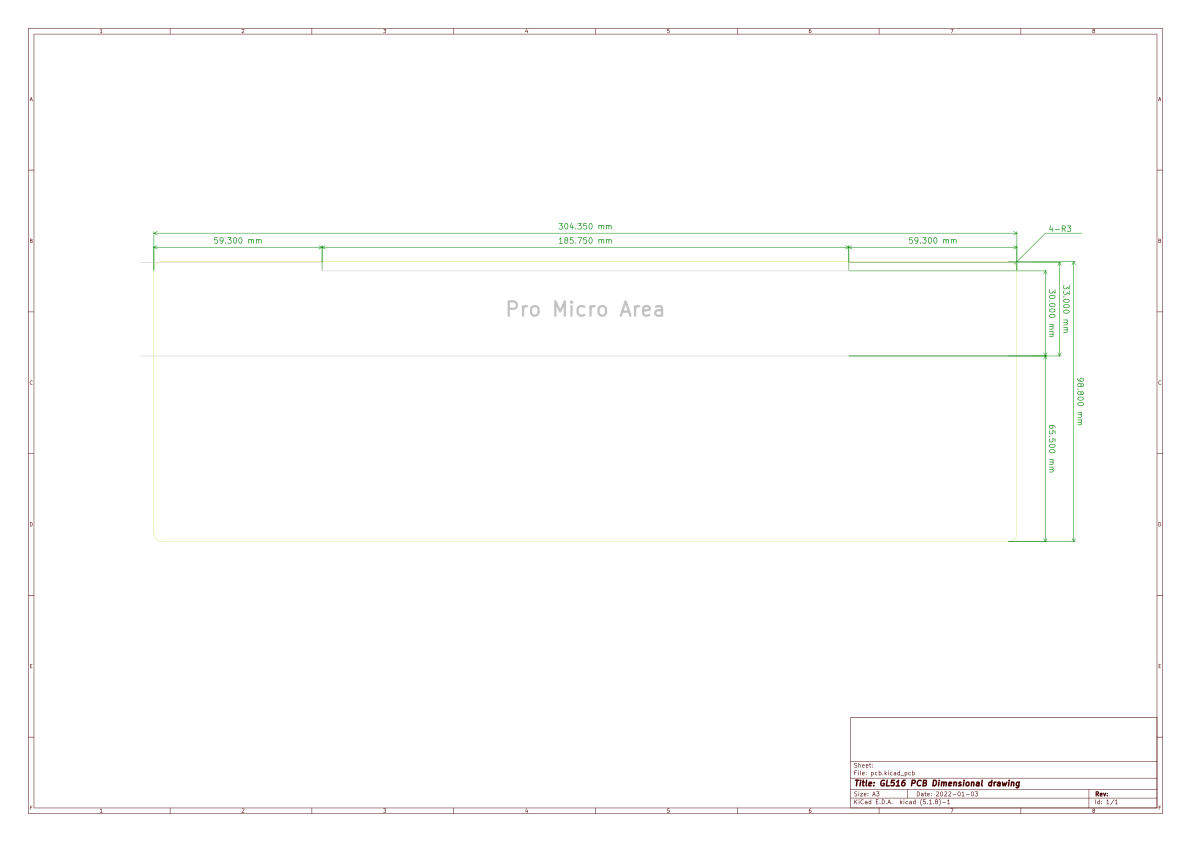 1 2 3 4 5 6 7 8
A A
304.350 mm
4-R3
59.300 mm 185.750 mm 59.300 mm
B B
30.000 mm
33.000 mm
Pro Micro Area
C C
98.800 mm
65.500 mm
D D
E E
Sheet:
File: pcb.kicad_pcb
Title: GL516 PCB Dimensional drawing
Size: A3 Date: 2022-01-03 Rev:
KiCad E.D.A. kicad (5.1.8)-1 Id: 1/1
F F
1 2 3 4 5 6 7 8